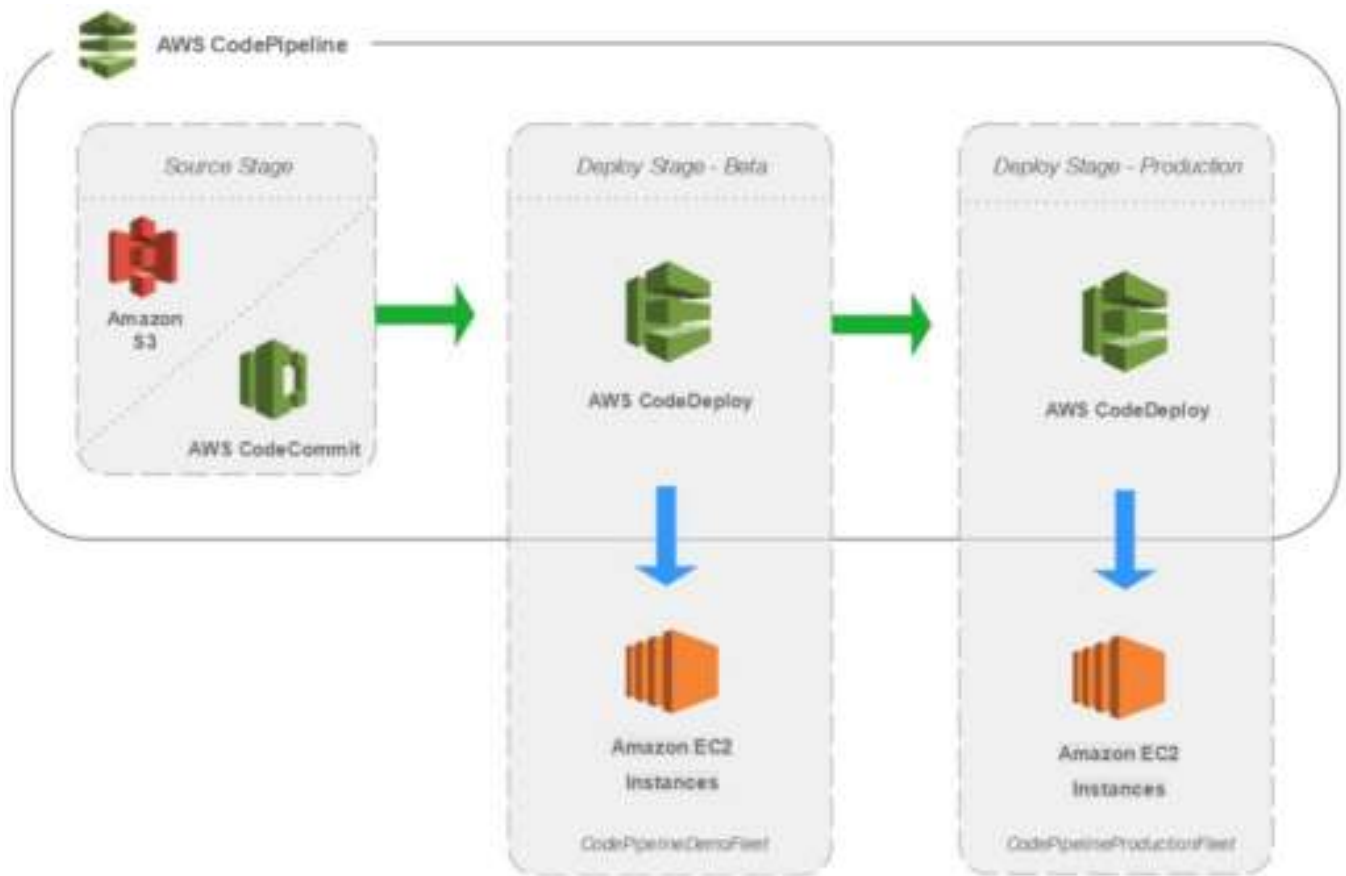 AWS CodePipeline
Source Stage
Amazon
S3
AWS CodeCommit
Deploy Stage - Beta
AWS CodeDeploy
Amazon EC2
Instances
CodePipelineDemoFleet
Deploy Stage - Production
AWS CodeDeploy
Amazon EC2
Instances
CodePipelineProductionFleet